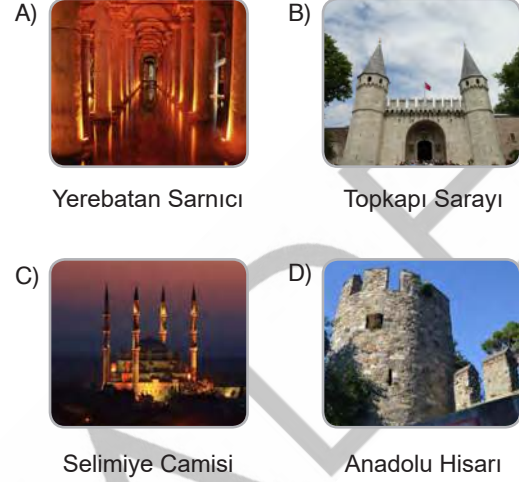 A)
B)
Yerebatan Sarnıcı
Topkapı Sarayı
C)
D)
Selimiye Camisi
Anadolu Hisarı